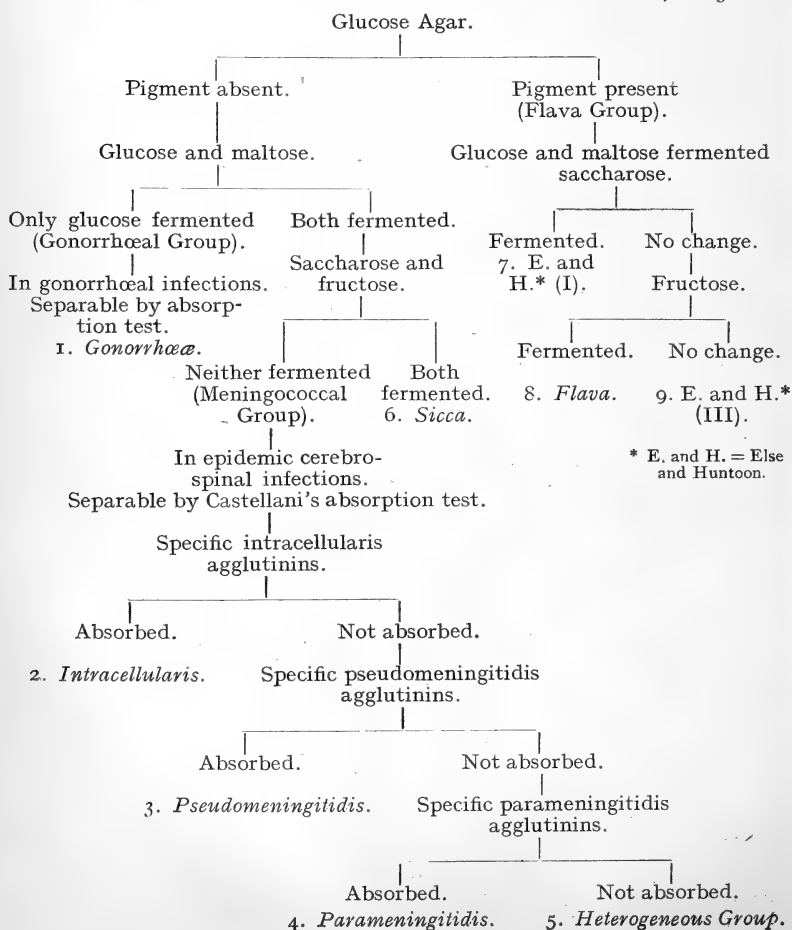 Glucose Agar.
Pigment absent.
Pigment present
(Flava Group).
Glucose and maltose.
Glucose and maltose fermented
saccharose.
Only glucose fermented
(Gonorrhœal Group).
Both fermented.
Fermented.
7. E. and
H.* (I).
No change.
In gonorrhœal infections.
Separable by absorp-
tion test.
1. Gonorrhœæ.
Saccharose and
fructose.
Fructose.
Neither fermented
(Meningococcal
Group).
Both
fermented.
6. Sicca.
Fermented.
8. Flava.
No change.
9. E. and H.*
(III).
* E. and H. = Else
and Huntoon.
In epidemic cerebro-
spinal infections.
Separable by Castellani's absorption test.
Specific intracellularis
agglutinins.
Absorbed.
Not absorbed.
2. Intracellularis.
Specific pseudomeningitidis
agglutinins.
Absorbed.
Not absorbed.
3. Pseudomeningitidis.
Specific parameningitidis
agglutinins.
Absorbed.
Not absorbed.
4. Parameningitidis.
5. Heterogeneous Group.